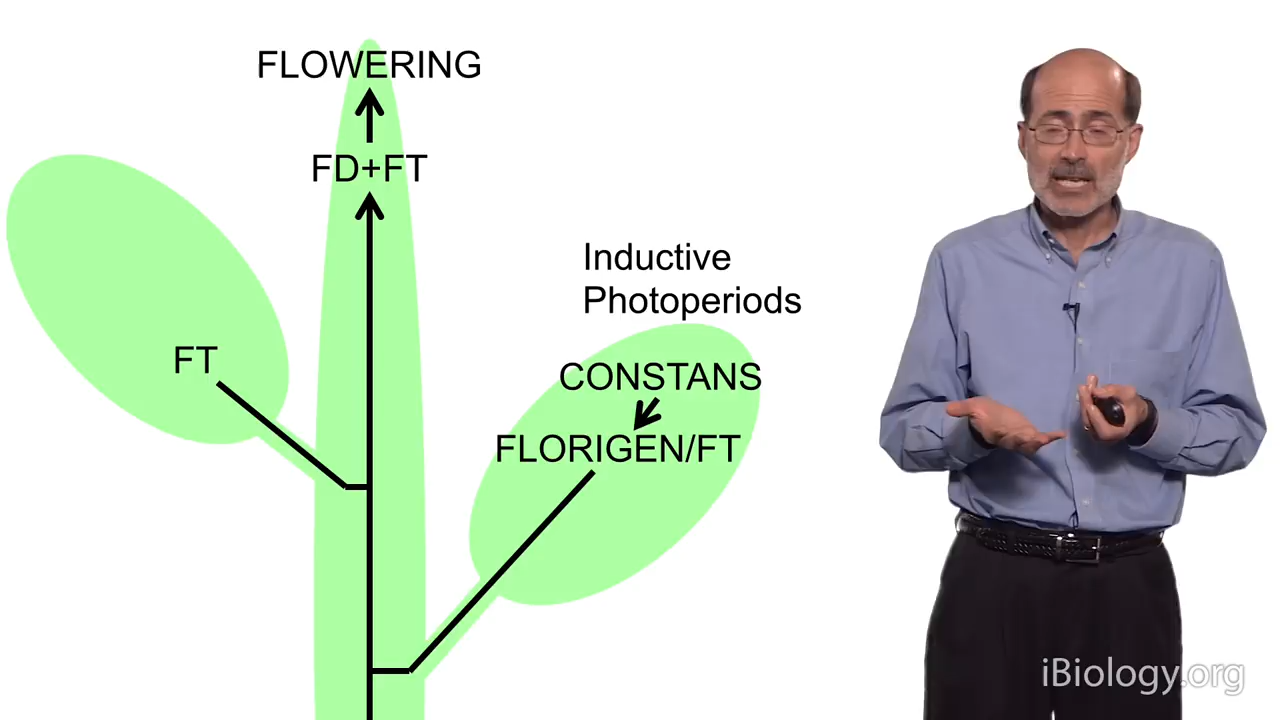 FLOWERING
FD+FT
Inductive
Photoperiods
FT
CONSTANS
FLORIGEN/FT
iBiology.org